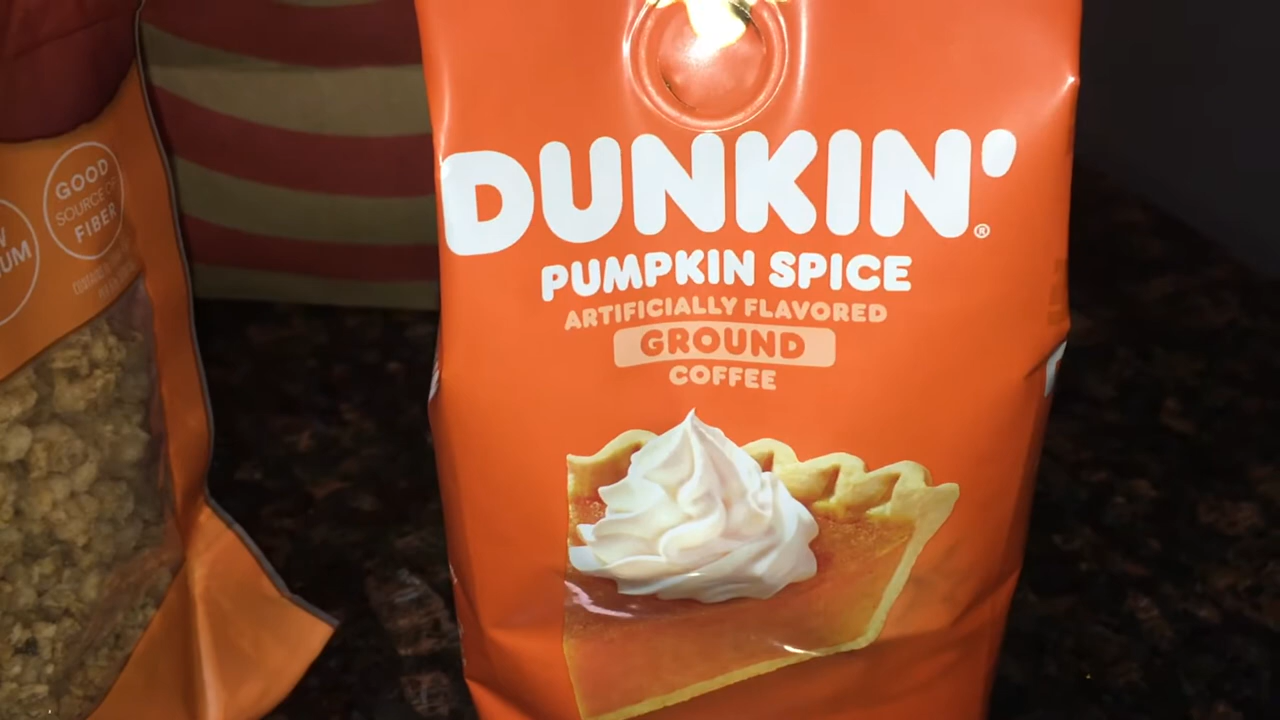 GOOD
SOURCE OF
FIBER
DUNKIN'®
PUMPKIN SPICE
ARTIFICIALLY FLAVORED
GROUND
COFFEE